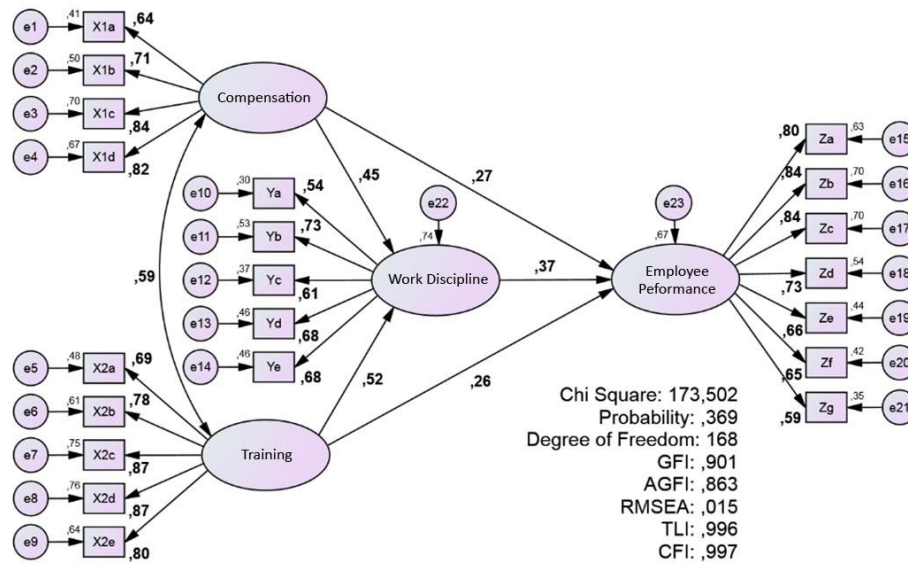 e1 ,41 X1a ,64
e2 ,50 X1b ,71
e3 ,70 X1c ,84
e4 ,67 X1d ,82
Compensation
e10 ,30 Ya ,54
e11 ,53 Yb ,73
e12 ,37 Yc ,61
e13 ,46 Yd ,68
e14 ,46 Ye ,68
,45
,27
,59
e22
,74
Work Discipline
,37
e23
,67
Employee
Peformance
,80 Za ,63 e15
,84 Zb ,70 e16
,84 Zc ,70 e17
,73 Zd ,54 e18
,66 Ze ,44 e19
,65 Zf ,42 e20
,59 Zg ,35 e21
,52
,26
e5 ,48 X2a ,69
e6 ,61 X2b ,78
e7 ,75 X2c ,87
e8 ,76 X2d ,87
e9 ,64 X2e ,80
Training
Chi Square: 173,502
Probability: ,369
Degree of Freedom: 168
GFI: ,901
AGFI: ,863
RMSEA: ,015
TLI: ,996
CFI: ,997